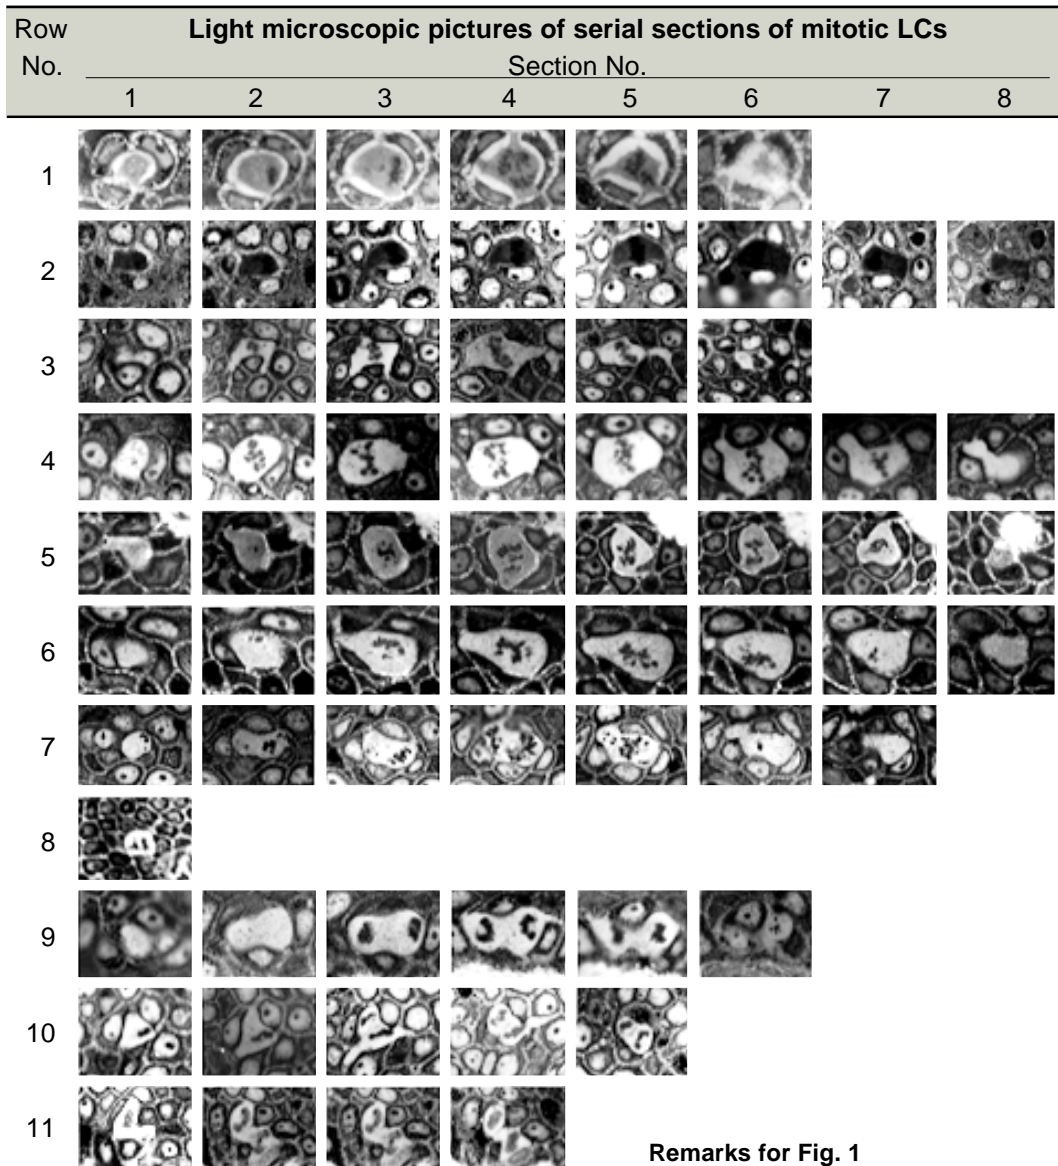 Row Light microscopic pictures of serial sections of mitotic LCs
No. Section No.
1 2 3 4 5 6 7 8
1
2
3
4
5
6
7
8
9
10
11
Remarks for Fig. 1